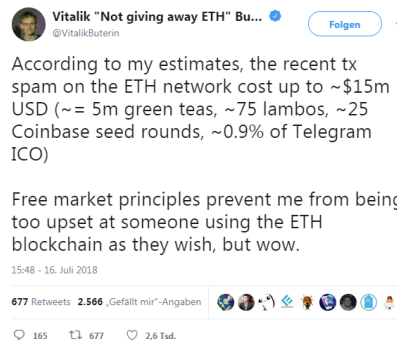 Vitalik "Not giving away ETH" Bu...
@VitalikButerin
Folgen
According to my estimates, the recent tx
spam on the ETH network cost up to ~$15m
USD (~= 5m green teas, ~75 lambos, ~25
Coinbase seed rounds, ~0.9% of Telegram
ICO)
Free market principles prevent me from being
too upset at someone using the ETH
blockchain as they wish, but wow.
15:48 - 16. Juli 2018
677 Retweets 2.566 „Gefällt mir“-Angaben
165 677 2,6 Tsd.